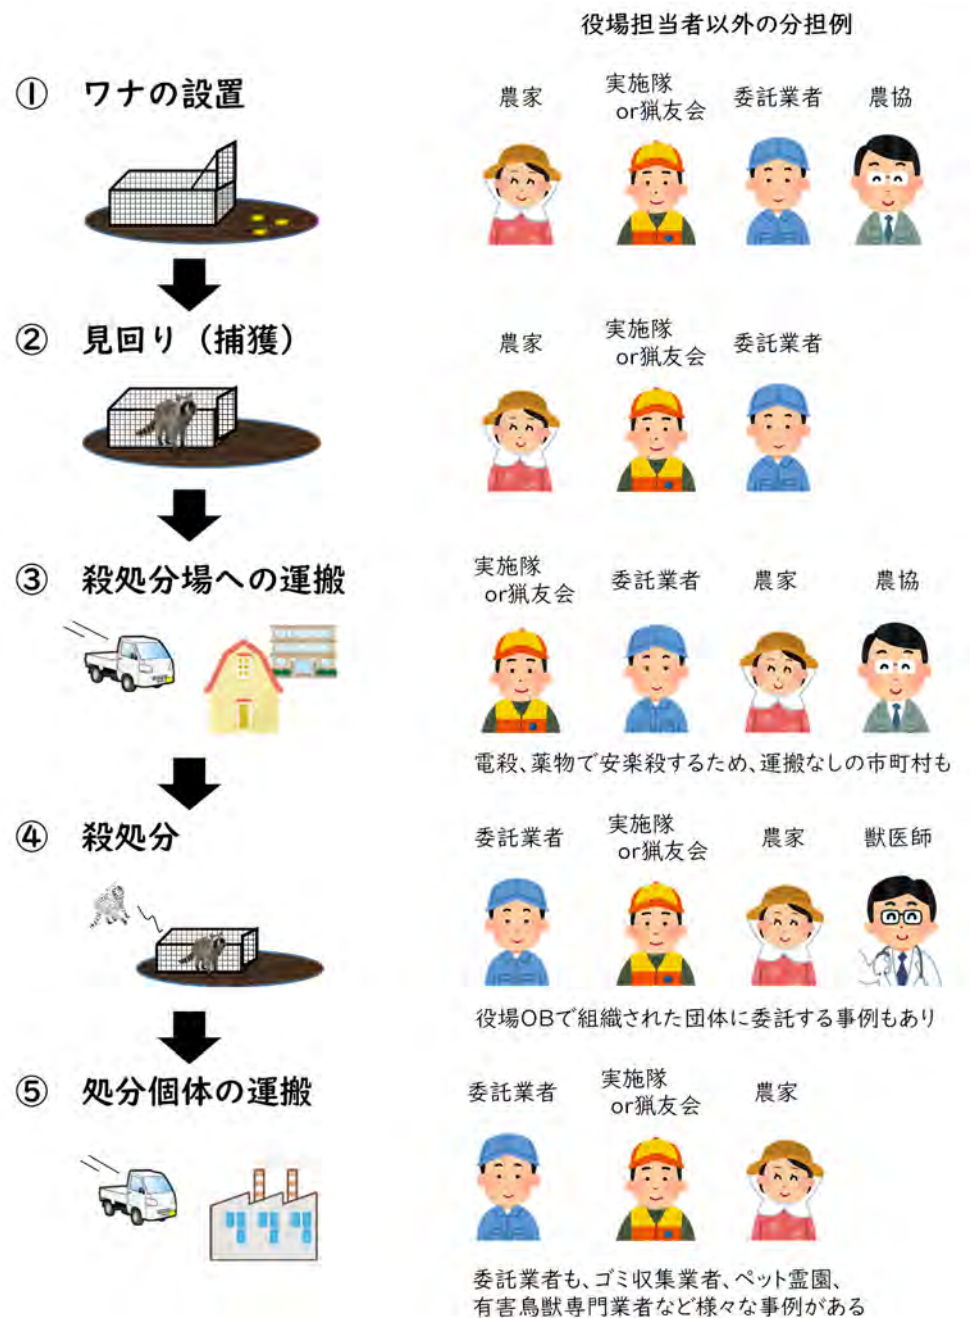 役場担当者以外の分担例
① ワナの設置
農家 実施隊 or猟友会 委託業者 農協
② 見回り（捕獲）
農家 実施隊 or猟友会 委託業者
③ 殺処分場への運搬
実施隊 or猟友会 委託業者 農家 農協
電殺、薬物で安楽殺するため、運搬なしの市町村も
④ 殺処分
委託業者 実施隊 or猟友会 農家 獣医師
役場OBで組織された団体に委託する事例もあり
⑤ 処分個体の運搬
委託業者 実施隊 or猟友会 農家
委託業者も、ゴミ収集業者、ペット霊園、
有害鳥獣専門業者など様々な事例がある